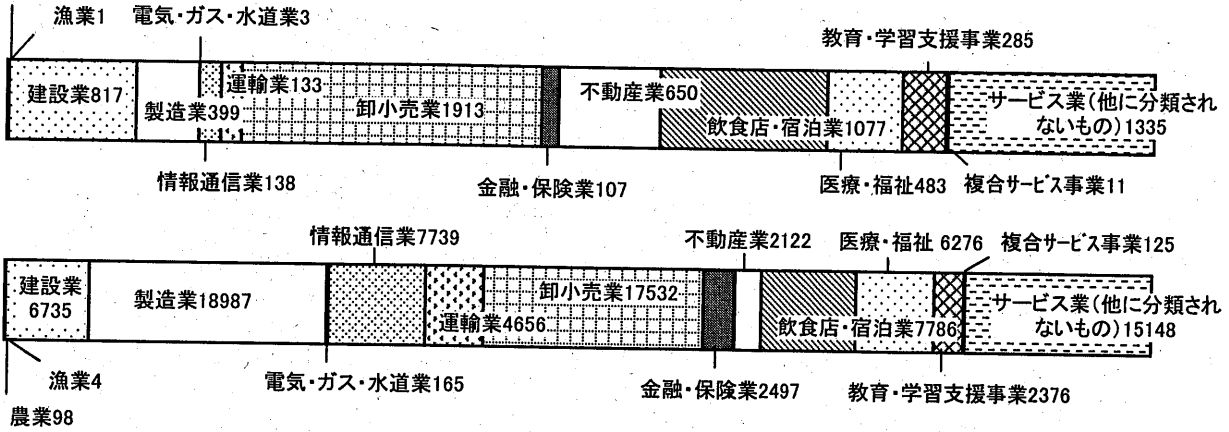 漁業1
電気・ガス・水道業3
教育・学習支援事業285
建設業817
製造業399
運輸業133
卸小売業1913
不動産業650
飲食店・宿泊業1077
サービス業(他に分類され
ないもの)1335
情報通信業138
金融・保険業107
医療・福祉483
複合サービス事業11
情報通信業7739
不動産業2122
医療・福祉 6276
複合サービス事業125
建設業
6735
製造業18987
運輸業4656
卸小売業17532
飲食店・宿泊業7786
サービス業(他に分類され
ないもの)15148
漁業4
農業98
電気・ガス・水道業165
金融・保険業2497
教育・学習支援事業2376